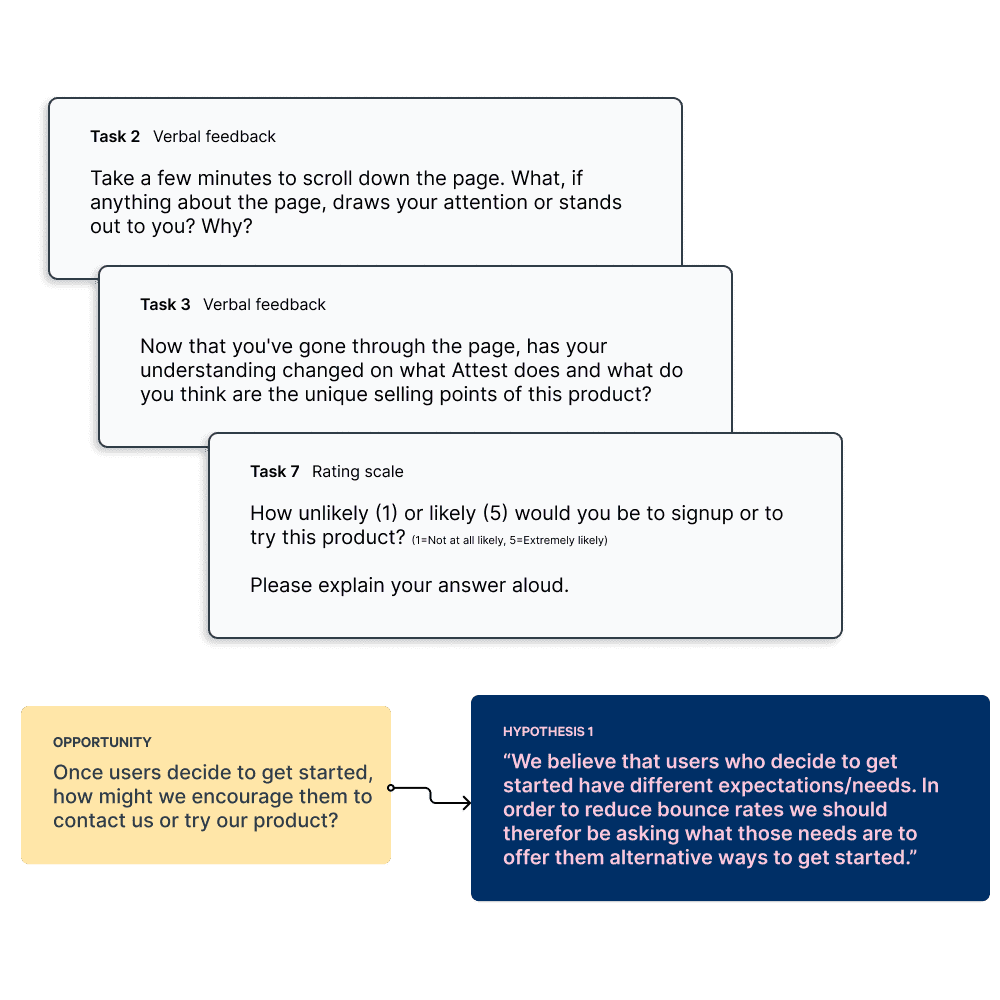 Task 2 Verbal feedback
Take a few minutes to scroll down the page. What, if
anything about the page, draws your attention or stands
out to you? Why?
Task 3 Verbal feedback
Now that you've gone through the page, has your
understanding changed on what Attest does and what do
you think are the unique selling points of this product?
Task 7 Rating scale
How unlikely (1) or likely (5) would you be to signup or to
try this product? (1=Not at all likely, 5=Extremely likely)
Please explain your answer aloud.
OPPORTUNITY
Once users decide to get started,
how might we encourage them to
contact us or try our product?
HYPOTHESIS 1
“We believe that users who decide to get
started have different expectations/needs. In
order to reduce bounce rates we should
therefor be asking what those needs are to
offer them alternative ways to get started.”